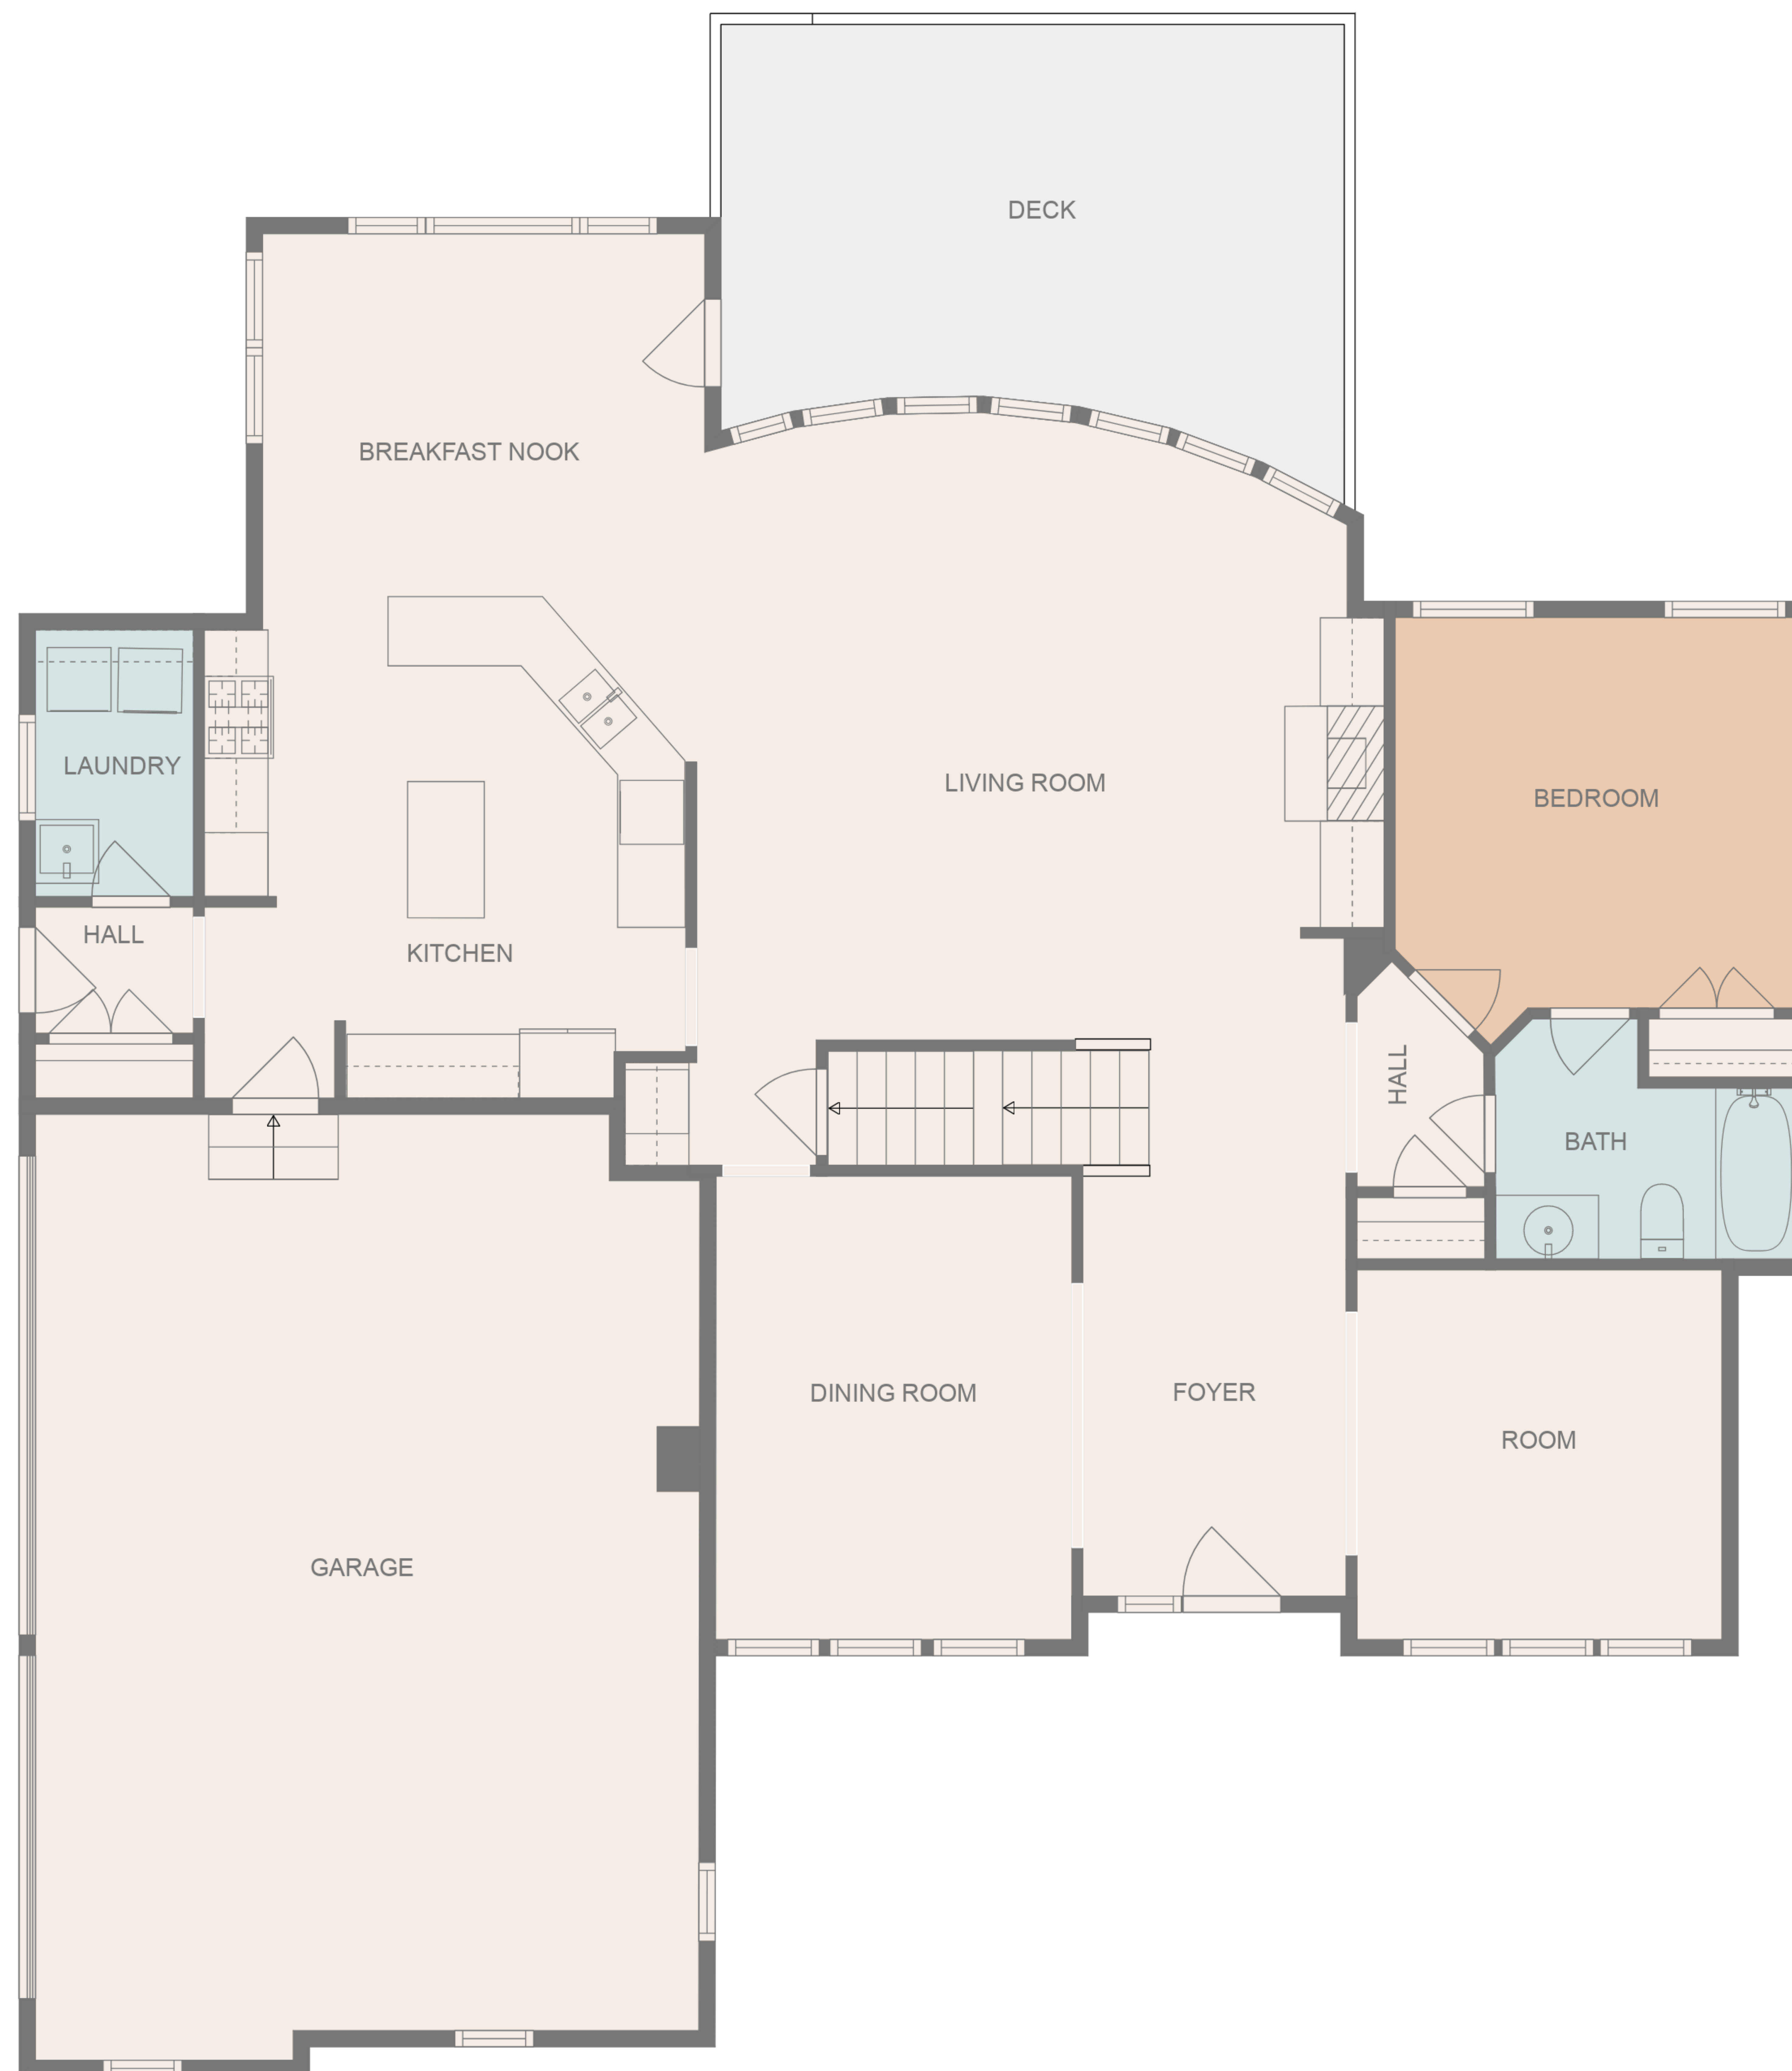 DECK
BREAKFAST NOOK
LAUNDRY
LIVING ROOM
BEDROOM
HALL
KITCHEN
HALL
BATH
DINING ROOM
FOYER
ROOM
GARAGE